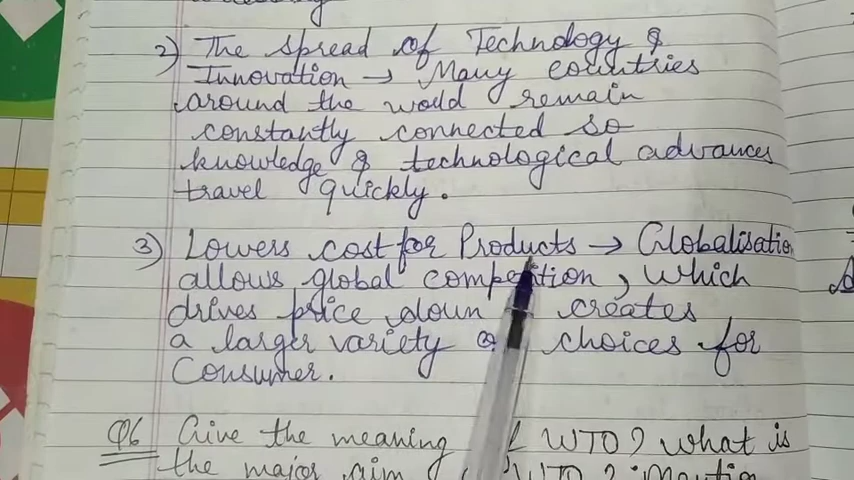 2) The spread of Technology &
Innovation → Many countries
around the world remain
constantly connected so
knowledge & technological advances
travel quickly.
3) Lowers cost for Products → Globalisation
allows global competition, which
drives price down creates
a larger variety choices for
Consumer.
Q6 Give the meaning of WTO? What is
the major aim WTO?